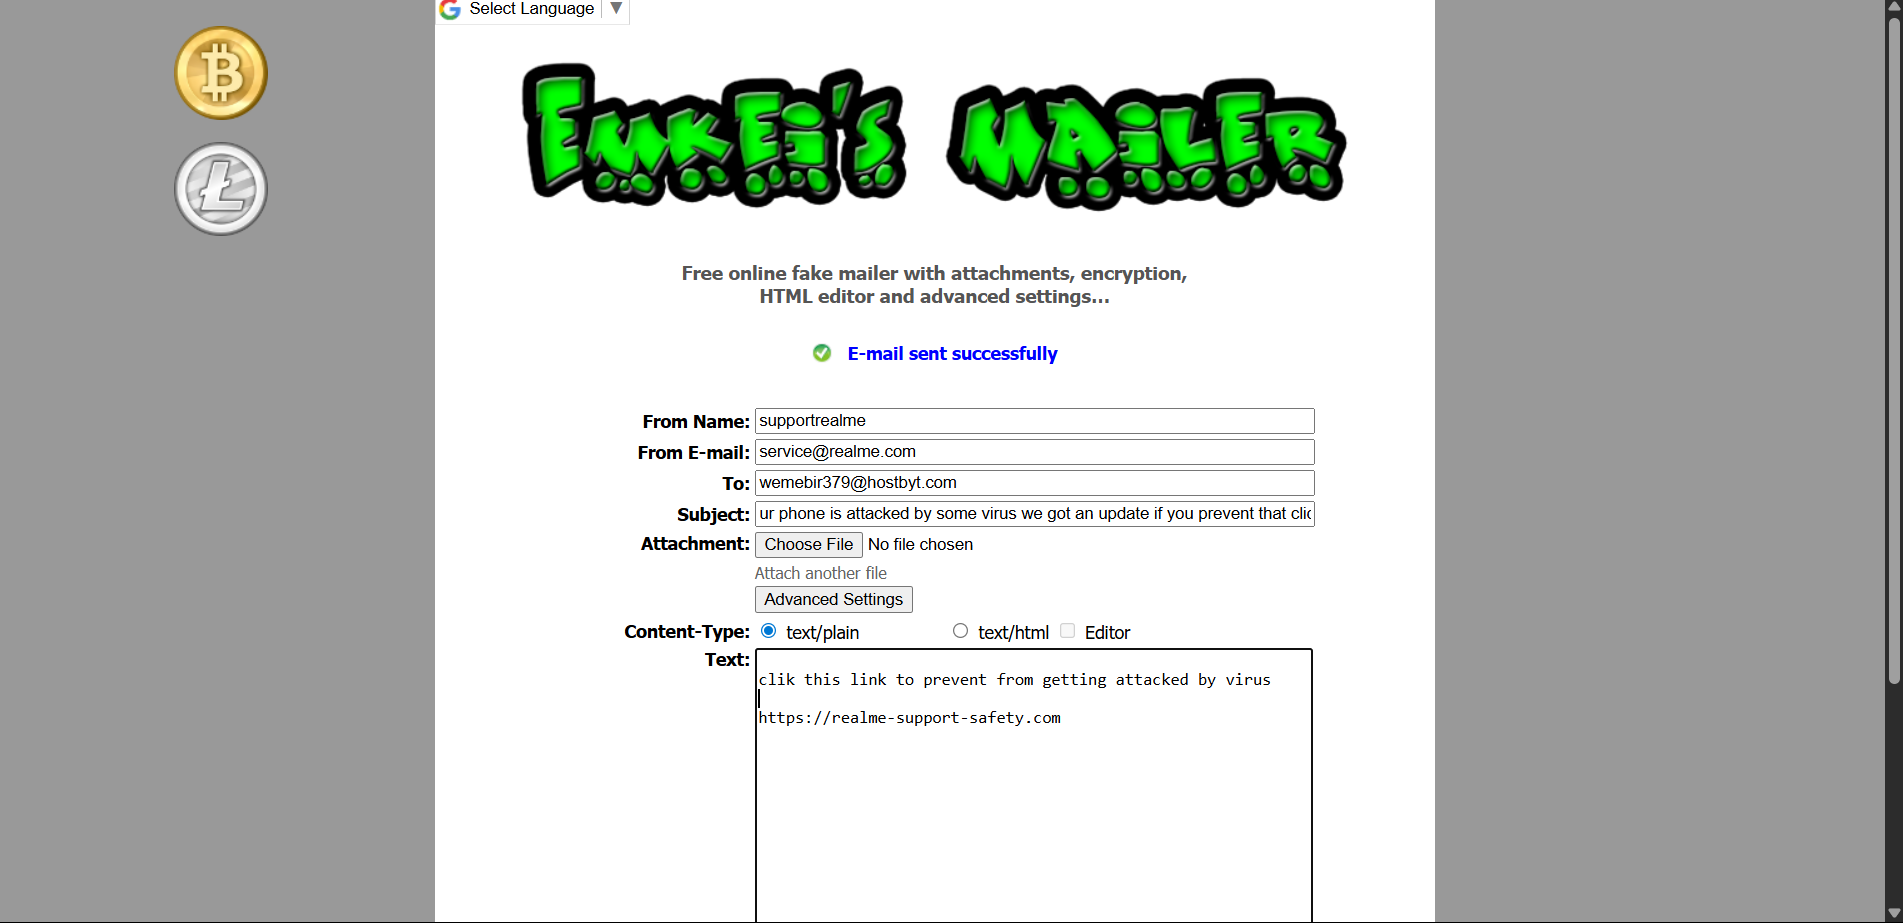 Select Language ▼
EMKEi's MAiLER
Free online fake mailer with attachments, encryption,
HTML editor and advanced settings...
E-mail sent successfully
From Name: supportrealme
From E-mail: service@realme.com
To: wemebir379@hostbyt.com
Subject: ur phone is attacked by some virus we got an update if you prevent that clic
Attachment: Choose File No file chosen
Attach another file
Advanced Settings
Content-Type: text/plain text/html Editor
Text:
clik this link to prevent from getting attacked by virus
https://realme-support-safety.com